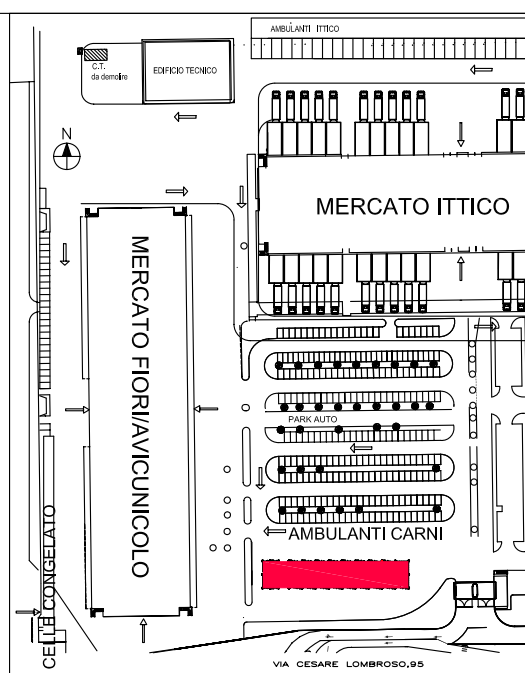 AMBULANTI ITTICO
C.T.
da demolire
EDIFICIO TECNICO
N
MERCATO ITTICO
MERCATO FIORI/AVICUNICOLO
PARK AUTO
AMBULANTI CARNI
CELLE CONGELATO
VIA CESARE LOMBROSO,95